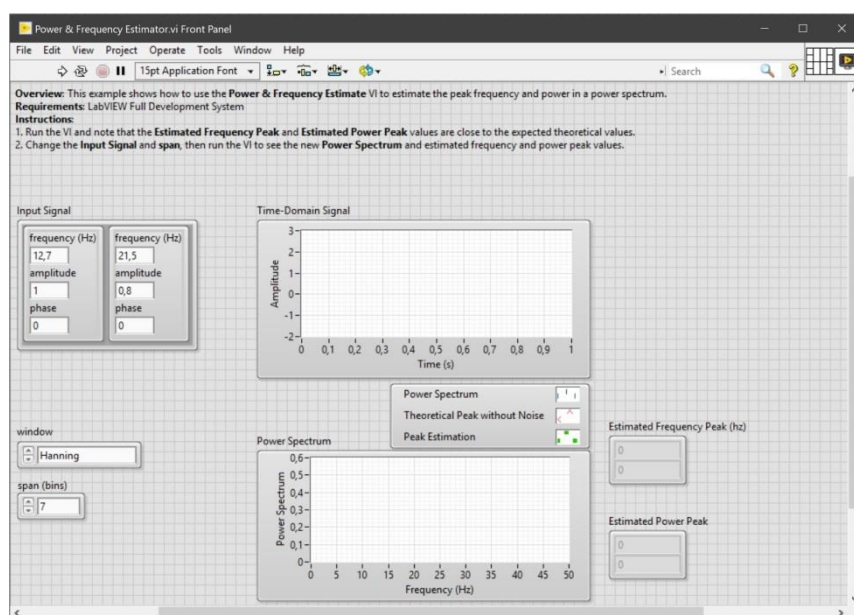 Power & Frequency Estimator.vi Front Panel
File Edit View Project Operate Tools Window Help
15pt Application Font
Search
Overview: This example shows how to use the Power & Frequency Estimate VI to estimate the peak frequency and power in a power spectrum.
Requirements: LabVIEW Full Development System
Instructions:
1. Run the VI and note that the Estimated Frequency Peak and Estimated Power Peak values are close to the expected theoretical values.
2. Change the Input Signal and span, then run the VI to see the new Power Spectrum and estimated frequency and power peak values.
Input Signal
frequency (Hz)
12,7
amplitude
1
phase
0
frequency (Hz)
21,5
amplitude
0,8
phase
0
Time-Domain Signal
Amplitude
3
2
1
0
-1
-2
0 0,1 0,2 0,3 0,4 0,5 0,6 0,7 0,8 0,9 1
Time (s)
Power Spectrum
Theoretical Peak without Noise
Peak Estimation
window
Hanning
span (bins)
7
Power Spectrum
Power Spectrum
0,6
0,5
0,4
0,3
0,2
0,1
0
0 5 10 15 20 25 30 35 40 45 50
Frequency (Hz)
Estimated Frequency Peak (hz)
0
0
Estimated Power Peak
0
0